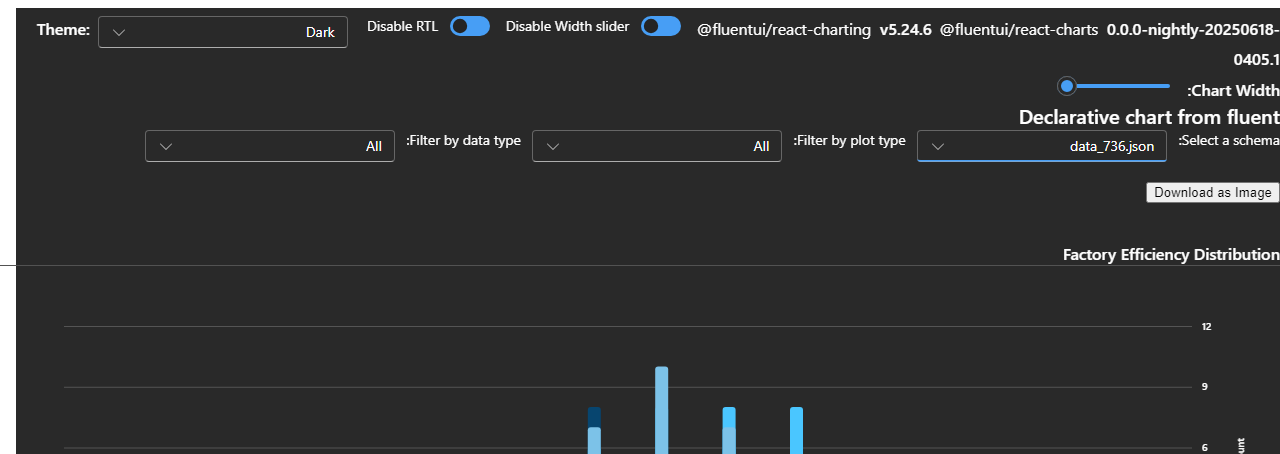 Theme: Dark Disable RTL Disable Width slider @fluentui/react-charting v5.24.6 @fluentui/react-charts 0.0.0-nightly-20250618-
0405.1
:Chart Width
Declarative chart from fluent
All :Filter by data type All :Filter by plot type data_736.json :Select a schema
Download as Image
Factory Efficiency Distribution
12
9
6